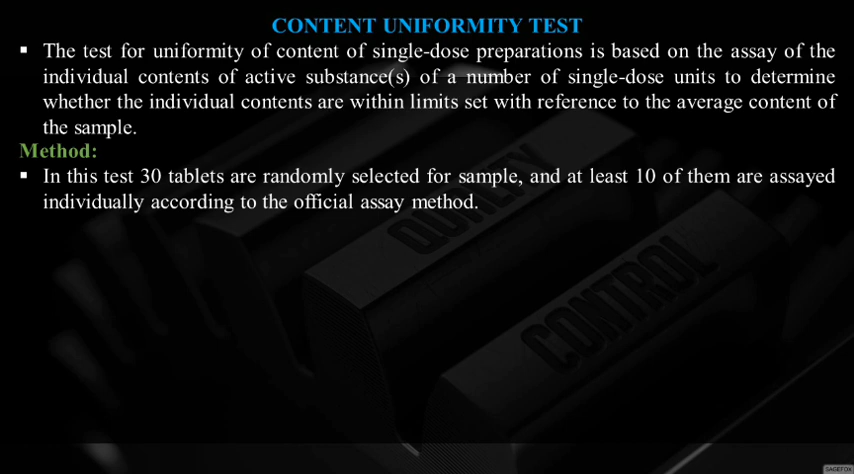 CONTENT UNIFORMITY TEST
▪ The test for uniformity of content of single-dose preparations is based on the assay of the
individual contents of active substance(s) of a number of single-dose units to determine
whether the individual contents are within limits set with reference to the average content of
the sample.
Method:
▪ In this test 30 tablets are randomly selected for sample, and at least 10 of them are assayed
individually according to the official assay method.
QUALITY
CONTROL
SAGEFOX